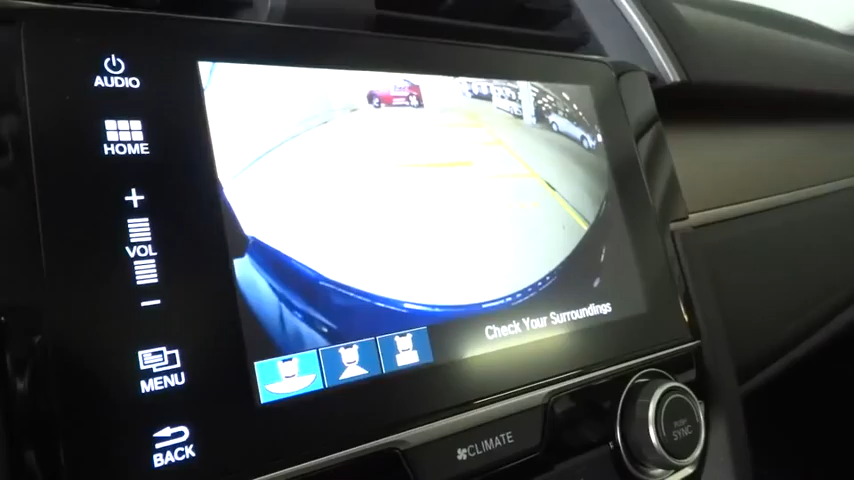 AUDIO
HOME
+
VOL
-
MENU
BACK
Check Your Surroundings
CLIMATE
SYNC